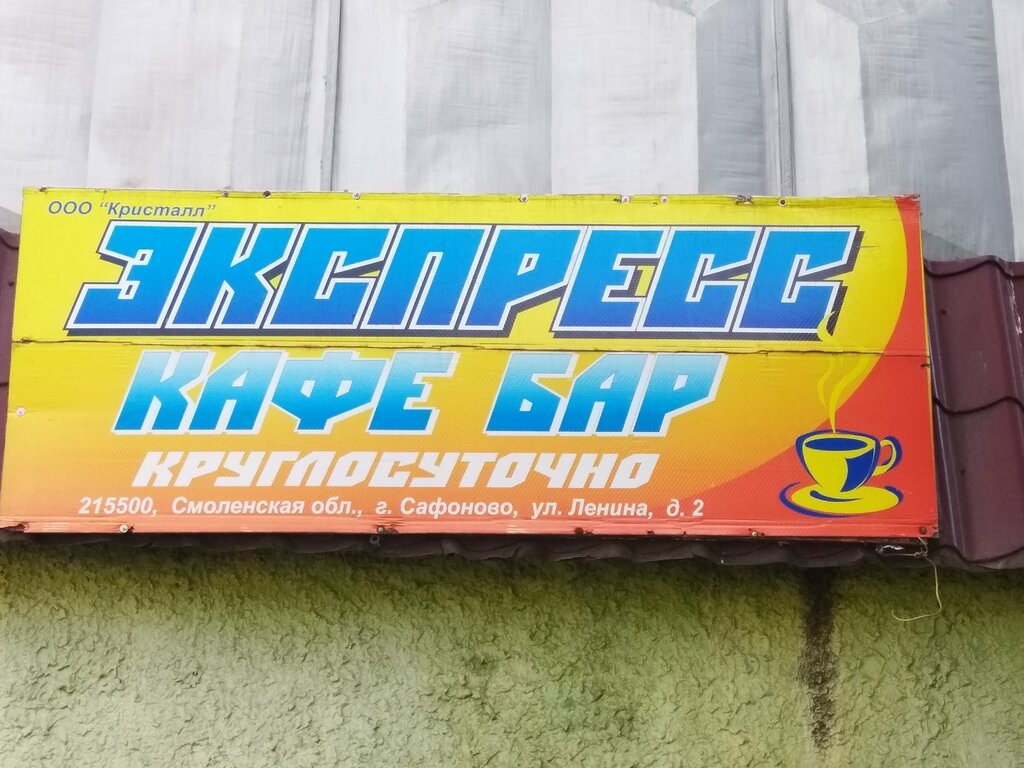 ООО "Кристалл"
ЭКСПРЕСС
КАФЕ БАР
КРУГЛОСУТОЧНО
215500, Смоленская обл., г. Сафоново, ул. Ленина, д. 2